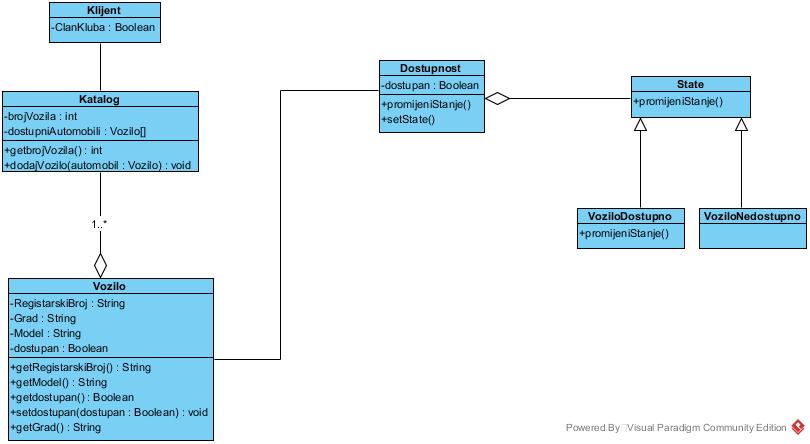 Klijent
-ClanKluba : Boolean
Katalog
-brojVozila : int
-dostupniAutomobili : Vozilo[]
+getbrojVozila() : int
+dodajVozilo(automobil : Vozilo) : void
1..*
Vozilo
-RegistarskiBroj : String
-Grad : String
-Model : String
-dostupan : Boolean
+getRegistarskiBroj() : String
+getModel() : String
+getdostupan() : Boolean
+setdostupan(dostupan : Boolean) : void
+getGrad() : String
Dostupnost
-dostupan : Boolean
+promijeniStanje()
+setState()
State
+promijeniStanje()
VoziloDostupno
+promijeniStanje()
VoziloNedostupno
Powered By Visual Paradigm Community Edition